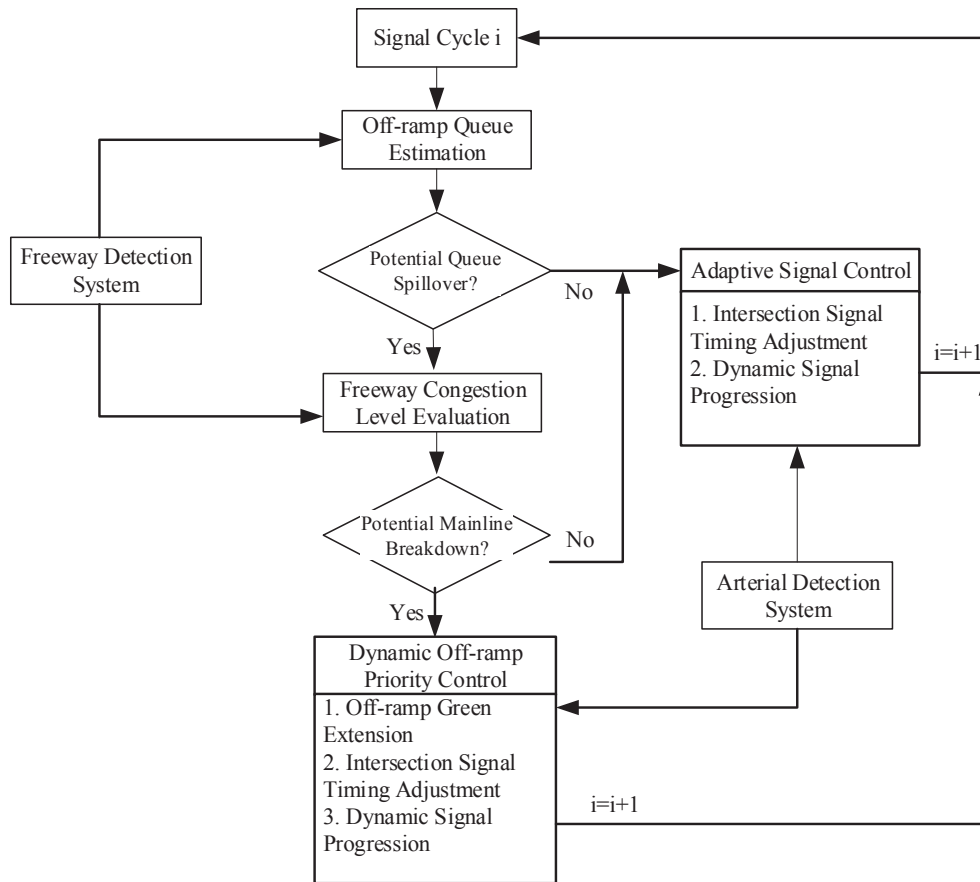 Signal Cycle i
Off-ramp Queue
Estimation
Freeway Detection
System
Potential Queue
Spillover?
No
Yes
Adaptive Signal Control
1. Intersection Signal
Timing Adjustment
2. Dynamic Signal
Progression
i=i+1
Freeway Congestion
Level Evaluation
Potential Mainline
Breakdown?
No
Yes
Arterial Detection
System
Dynamic Off-ramp
Priority Control
1. Off-ramp Green
Extension
2. Intersection Signal
Timing Adjustment
3. Dynamic Signal
Progression
i=i+1